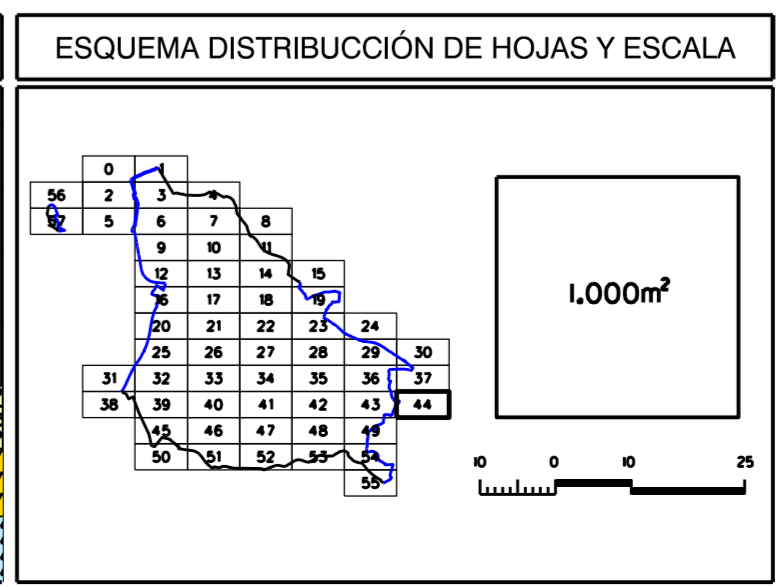 ESQUEMA DISTRIBUCCIÓN DE HOJAS Y ESCALA
0 1
56 2 3 4
57 5 6 7 8
9 10 11
12 13 14 15
16 17 18 19
20 21 22 23 24
25 26 27 28 29 30
31 32 33 34 35 36 37
38 39 40 41 42 43 44
45 46 47 48 49
50 51 52 53 54
55
1.000m²
10 0 10 25